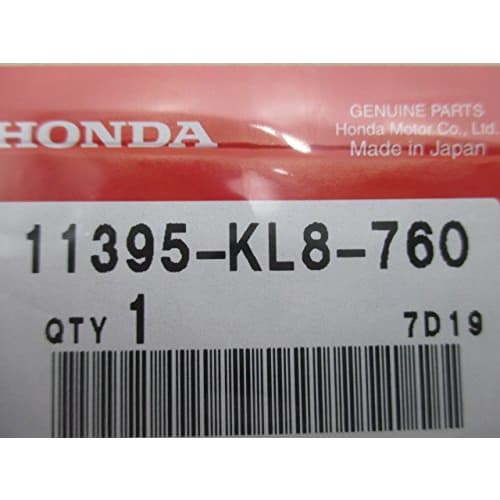 GENUINE PARTS
HONDA
Honda Motor Co., Ltd.
Made in Japan
11395-KL8-760
QTY 1
7D19